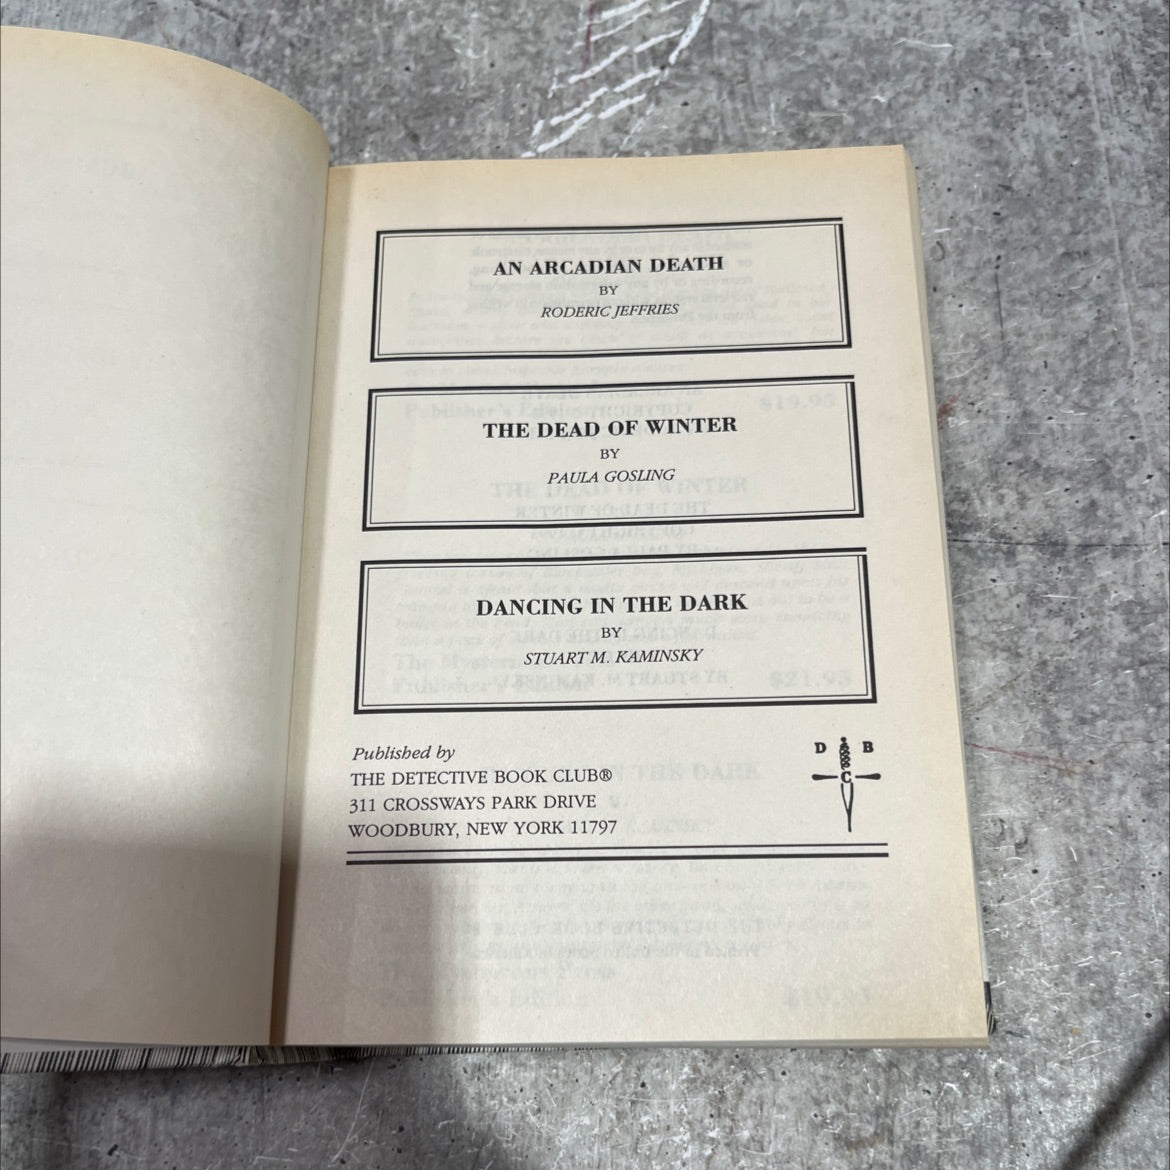 AN ARCADIAN DEATH
BY
RODERIC JEFFRIES
THE DEAD OF WINTER
BY
PAULA GOSLING
DANCING IN THE DARK
BY
STUART M. KAMINSKY
Published by
THE DETECTIVE BOOK CLUB®
311 CROSSWAYS PARK DRIVE
WOODBURY, NEW YORK 11797
D B
C